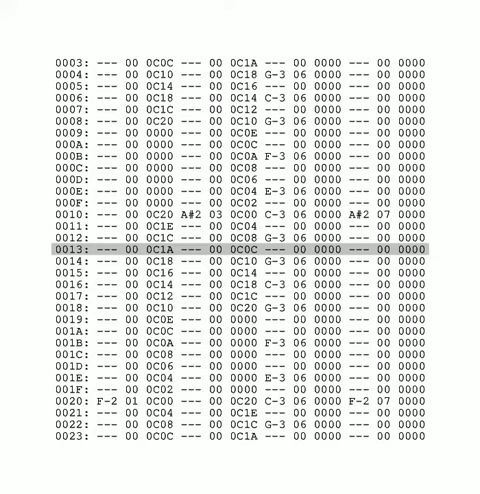 0003: --- 00 0C0C --- 00 0C1A --- 00 0000 --- 00 0000
0004: --- 00 0C10 --- 00 0C18 G-3 06 0000 --- 00 0000
0005: --- 00 0C14 --- 00 0C16 --- 00 0000 --- 00 0000
0006: --- 00 0C18 --- 00 0C14 C-3 06 0000 --- 00 0000
0007: --- 00 0C1C --- 00 0C12 --- 00 0000 --- 00 0000
0008: --- 00 0C20 --- 00 0C10 G-3 06 0000 --- 00 0000
0009: --- 00 0000 --- 00 0C0E --- 00 0000 --- 00 0000
000A: --- 00 0000 --- 00 0C0C --- 00 0000 --- 00 0000
000B: --- 00 0000 --- 00 0C0A F-3 06 0000 --- 00 0000
000C: --- 00 0000 --- 00 0C08 --- 00 0000 --- 00 0000
000D: --- 00 0000 --- 00 0C06 --- 00 0000 --- 00 0000
000E: --- 00 0000 --- 00 0C04 E-3 06 0000 --- 00 0000
000F: --- 00 0000 --- 00 0C02 --- 00 0000 --- 00 0000
0010: --- 00 0C20 A#2 03 0C00 C-3 06 0000 A#2 07 0000
0011: --- 00 0C1E --- 00 0C04 --- 00 0000 --- 00 0000
0012: --- 00 0C1C --- 00 0C08 G-3 06 0000 --- 00 0000
0013: --- 00 0C1A --- 00 0C0C --- 00 0000 --- 00 0000
0014: --- 00 0C18 --- 00 0C10 G-3 06 0000 --- 00 0000
0015: --- 00 0C16 --- 00 0C14 --- 00 0000 --- 00 0000
0016: --- 00 0C14 --- 00 0C18 C-3 06 0000 --- 00 0000
0017: --- 00 0C12 --- 00 0C1C --- 00 0000 --- 00 0000
0018: --- 00 0C10 --- 00 0C20 G-3 06 0000 --- 00 0000
0019: --- 00 0C0E --- 00 0000 --- 00 0000 --- 00 0000
001A: --- 00 0C0C --- 00 0000 --- 00 0000 --- 00 0000
001B: --- 00 0C0A --- 00 0000 F-3 06 0000 --- 00 0000
001C: --- 00 0C08 --- 00 0000 --- 00 0000 --- 00 0000
001D: --- 00 0C06 --- 00 0000 --- 00 0000 --- 00 0000
001E: --- 00 0C04 --- 00 0000 E-3 06 0000 --- 00 0000
001F: --- 00 0C02 --- 00 0000 --- 00 0000 --- 00 0000
0020: F-2 01 0C00 --- 00 0C20 C-3 06 0000 F-2 07 0000
0021: --- 00 0C04 --- 00 0C1E --- 00 0000 --- 00 0000
0022: --- 00 0C08 --- 00 0C1C G-3 06 0000 --- 00 0000
0023: --- 00 0C0C --- 00 0C1A --- 00 0000 --- 00 0000